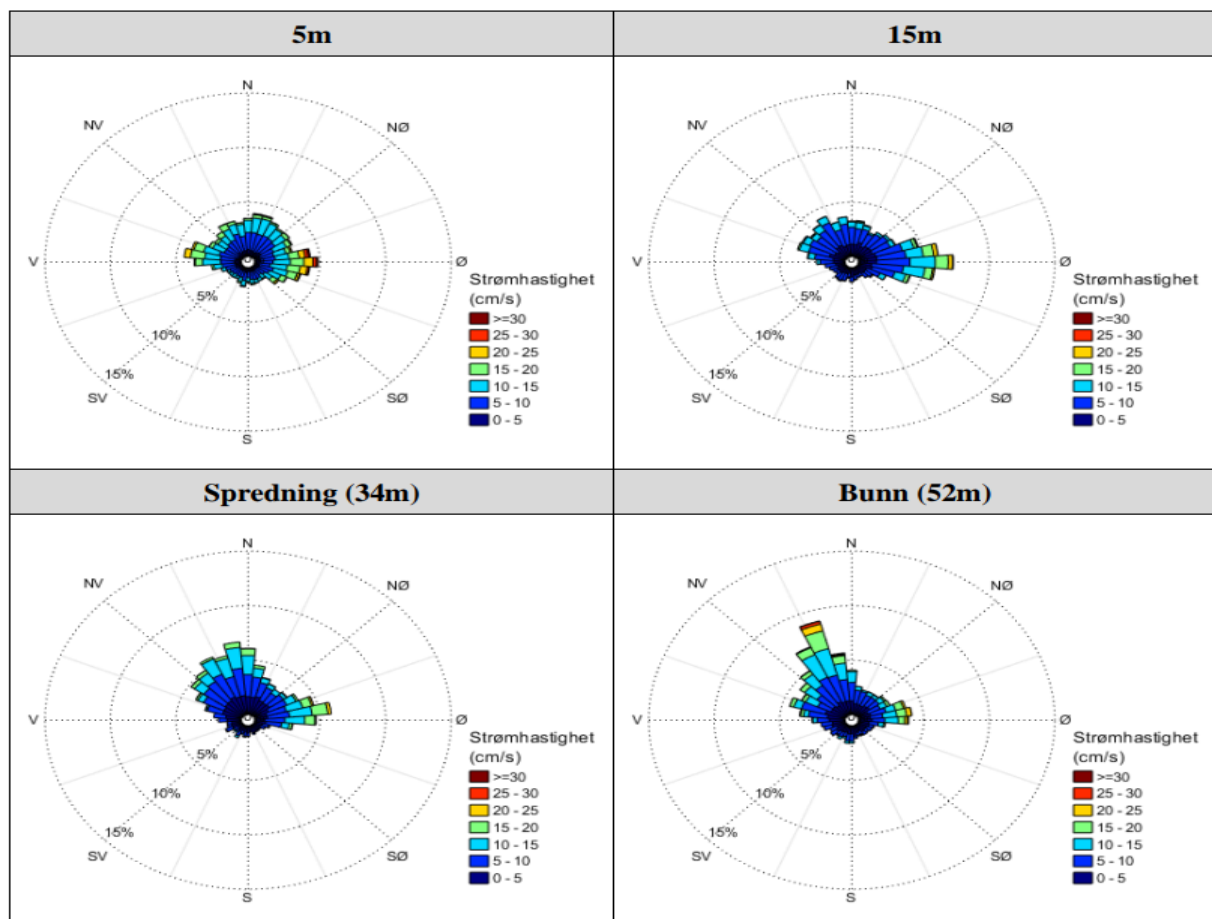 5m
15m
N
NØ
NV
V
Ø
5%
10%
15%
SV
SØ
S
Strømhastighet
(cm/s)
>=30
25 - 30
20 - 25
15 - 20
10 - 15
5 - 10
0 - 5
N
NØ
NV
V
Ø
5%
10%
15%
SV
SØ
S
Strømhastighet
(cm/s)
>=30
25 - 30
20 - 25
15 - 20
10 - 15
5 - 10
0 - 5
Spredning (34m)
Bunn (52m)
N
NØ
NV
V
Ø
5%
10%
15%
SV
SØ
S
Strømhastighet
(cm/s)
>=30
25 - 30
20 - 25
15 - 20
10 - 15
5 - 10
0 - 5
N
NØ
NV
V
Ø
5%
10%
15%
SV
SØ
S
Strømhastighet
(cm/s)
>=30
25 - 30
20 - 25
15 - 20
10 - 15
5 - 10
0 - 5